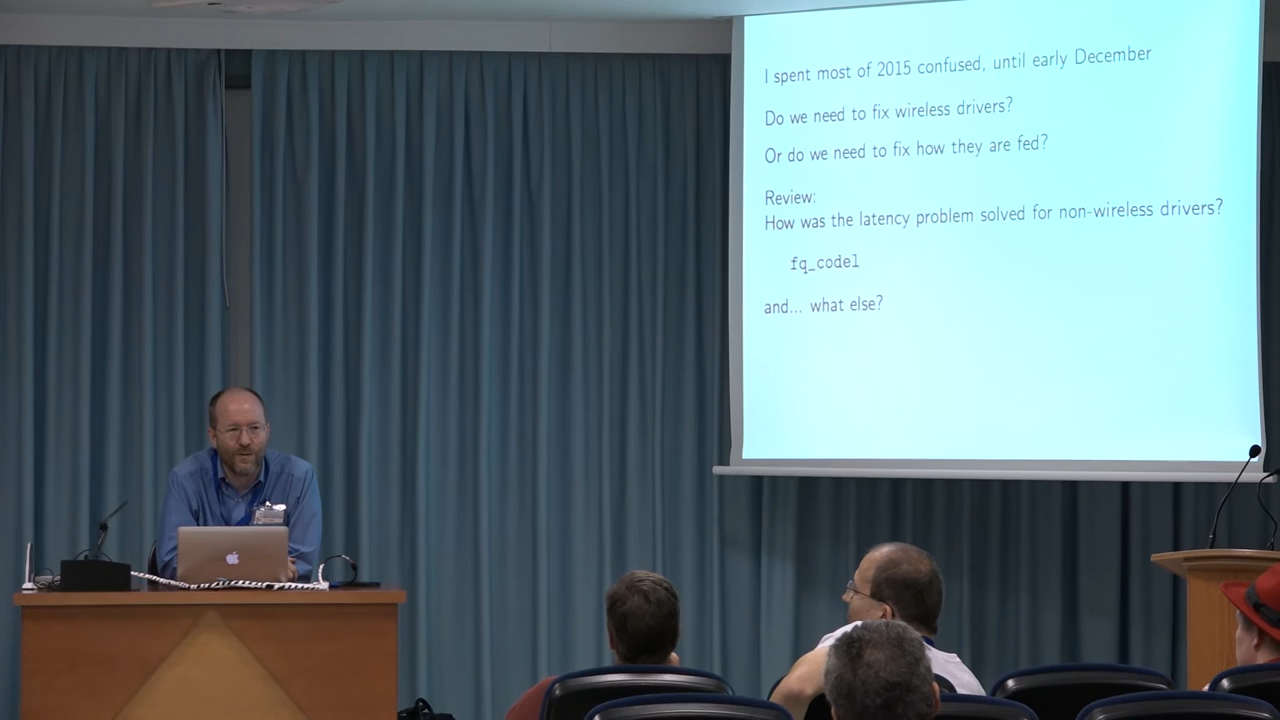 I spent most of 2015 confused, until early December
Do we need to fix wireless drivers?
Or do we need to fix how they are fed?
Review:
How was the latency problem solved for non-wireless drivers?
fq_codel
and... what else?